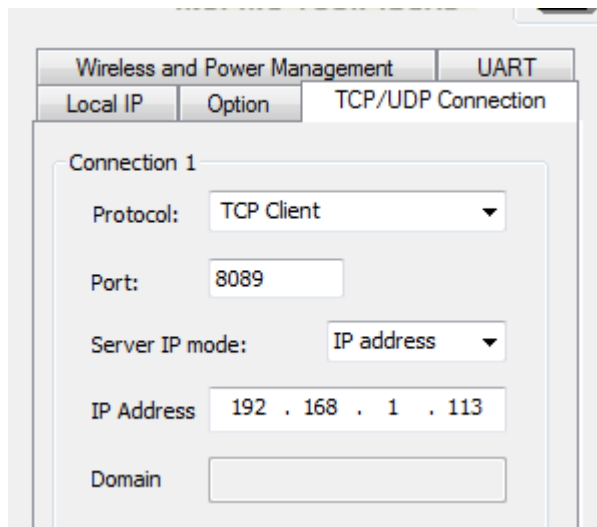 Wireless and Power Management UART
Local IP Option TCP/UDP Connection
Connection 1
Protocol: TCP Client
Port: 8089
Server IP mode: IP address
IP Address 192 . 168 . 1 . 113
Domain